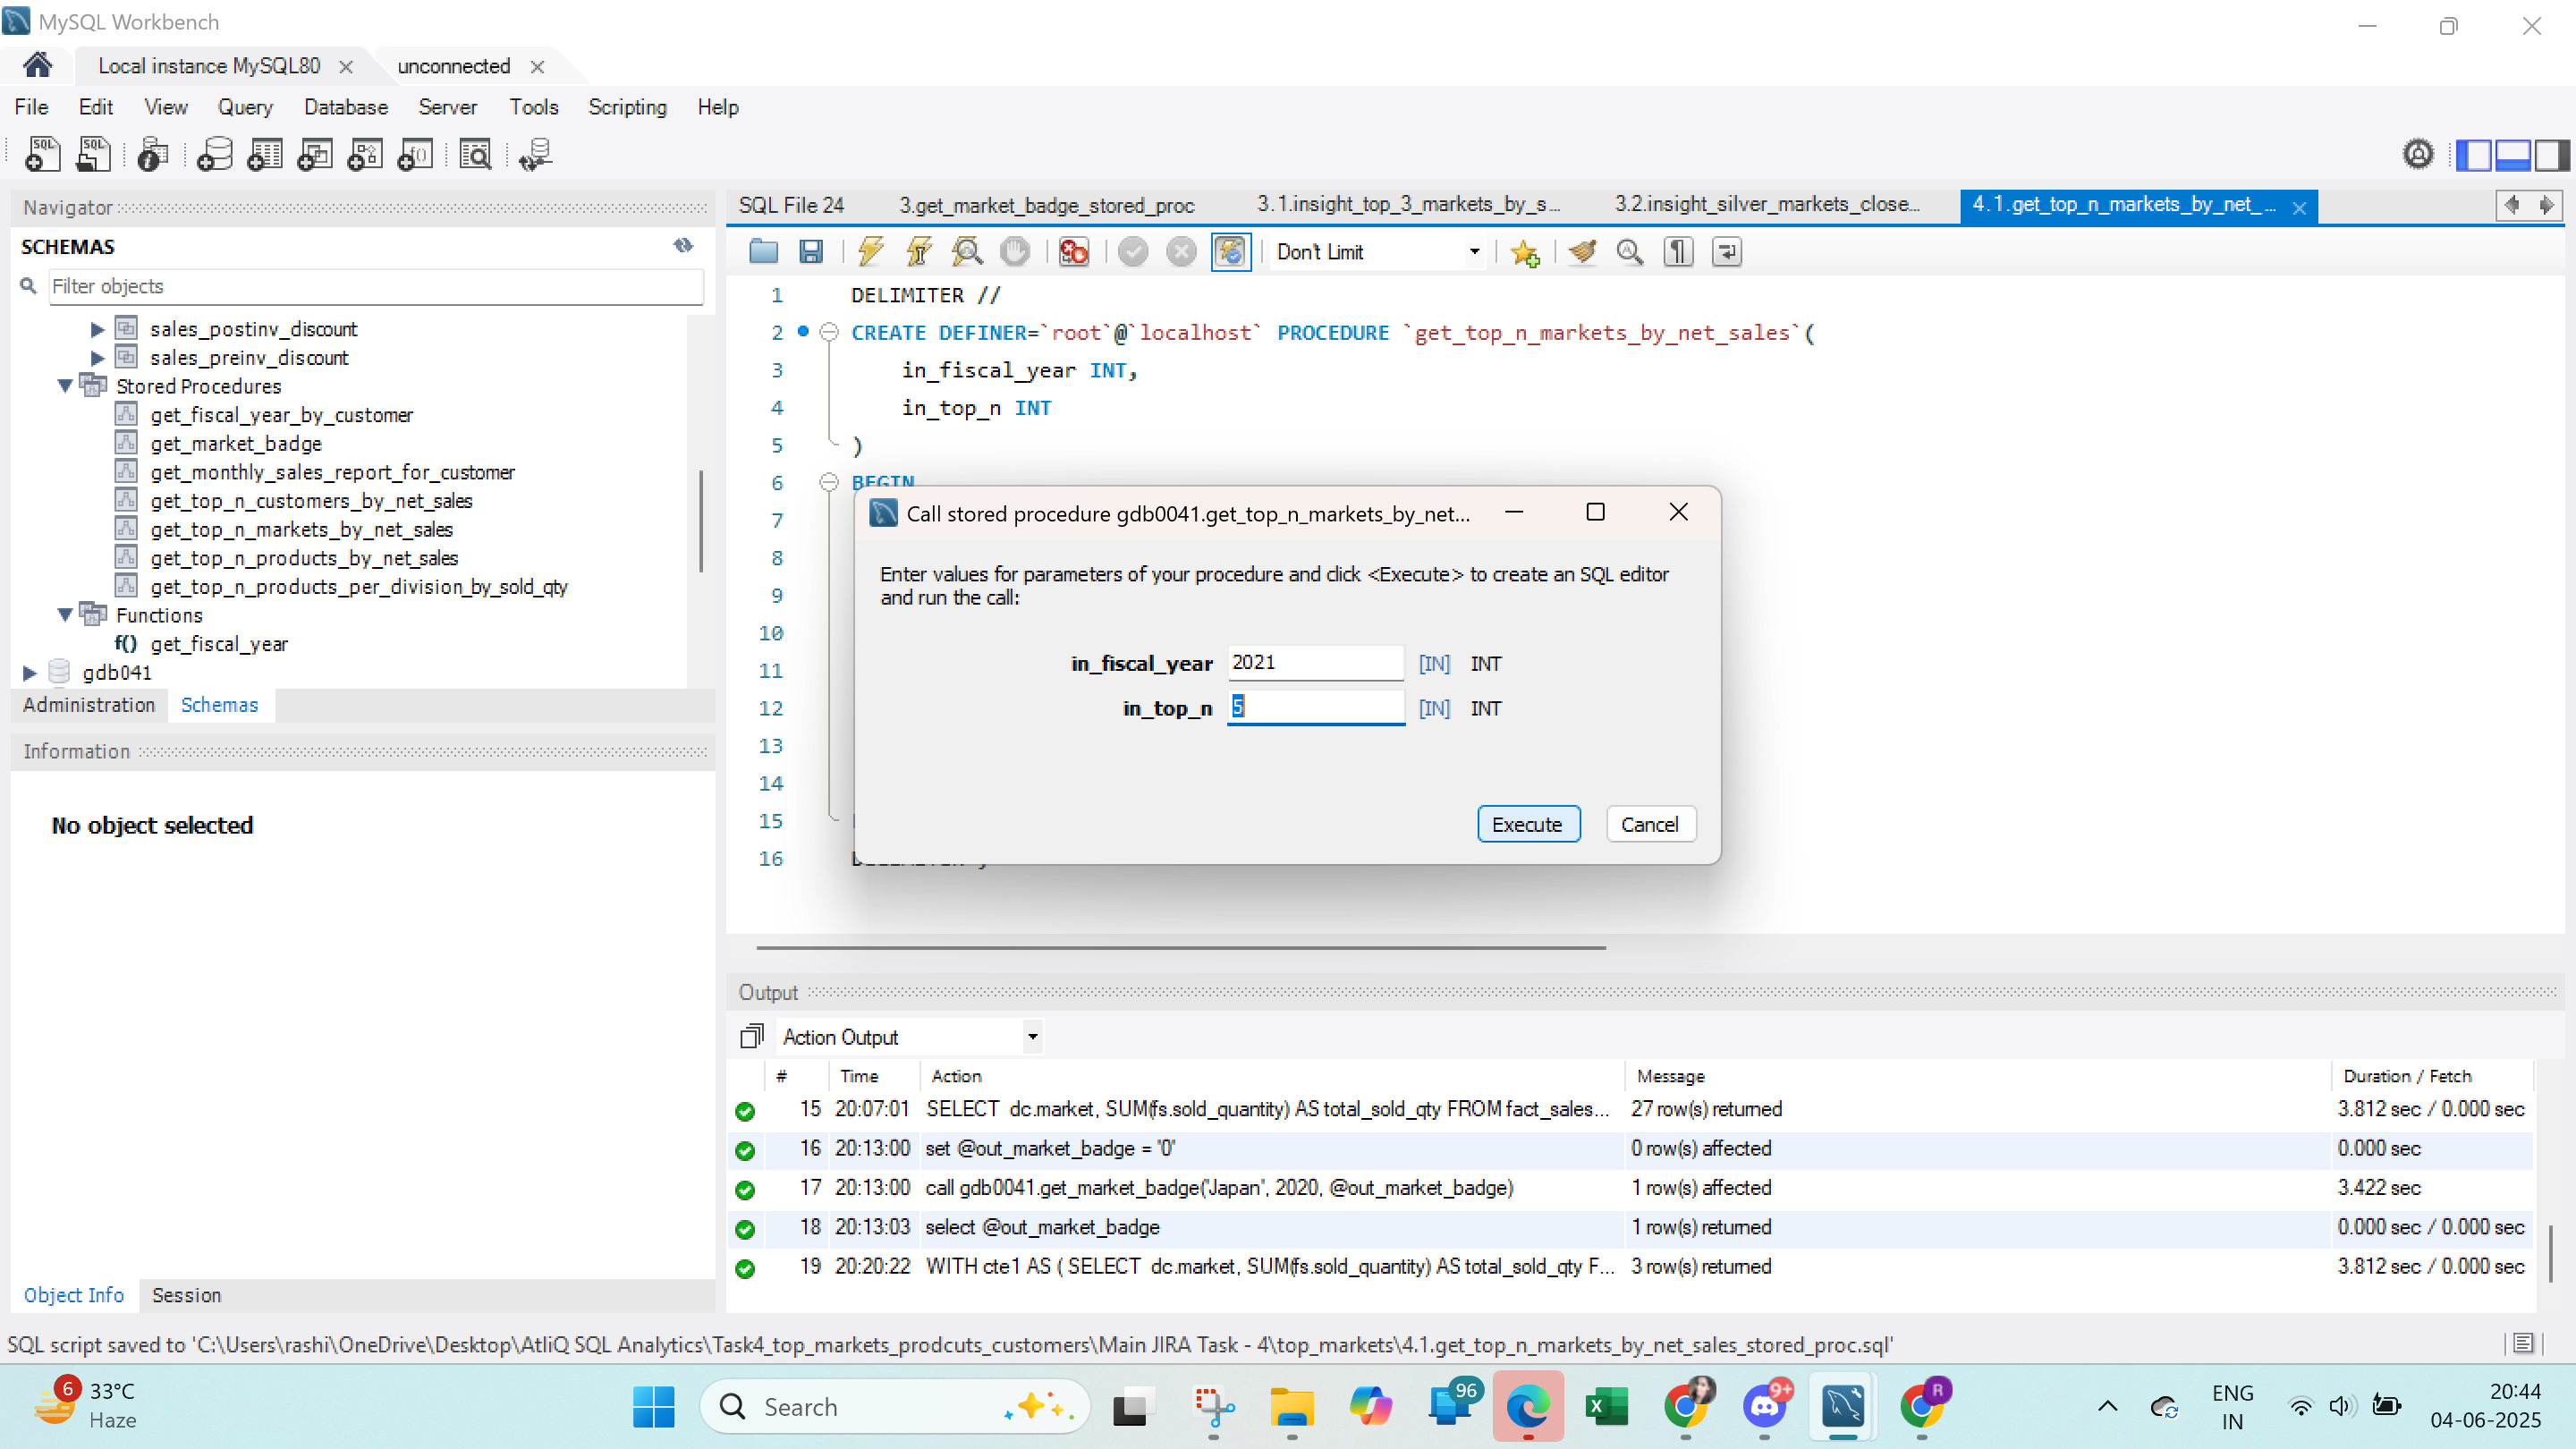 MySQL Workbench
Local instance MySQL80
unconnected
File Edit View Query Database Server Tools Scripting Help
Navigator
SCHEMAS
Filter objects
sales_postinv_discount
sales_preinv_discount
Stored Procedures
get_fiscal_year_by_customer
get_market_badge
get_monthly_sales_report_for_customer
get_top_n_customers_by_net_sales
get_top_n_markets_by_net_sales
get_top_n_products_by_net_sales
get_top_n_products_per_division_by_sold_qty
Functions
f() get_fiscal_year
gdb041
Administration Schemas
Information
No object selected
Object Info Session
SQL File 24 3.get_market_badge_stored_proc 3.1.insight_top_3_markets_by_s... 3.2.insight_silver_markets_close... 4.1.get_top_n_markets_by_net_...
Don't Limit
1 DELIMITER //
2 CREATE DEFINER=`root`@`localhost` PROCEDURE `get_top_n_markets_by_net_sales`(
3 in_fiscal_year INT,
4 in_top_n INT
5 )
6 BEGIN
7
8
9
10
11
12
13
14
15
16
Call stored procedure gdb0041.get_top_n_markets_by_net...
Enter values for parameters of your procedure and click <Execute> to create an SQL editor
and run the call:
in_fiscal_year 2021 [IN] INT
in_top_n 5 [IN] INT
Execute Cancel
Output
Action Output
# Time Action Message Duration / Fetch
15 20:07:01 SELECT dc.market, SUM(fs.sold_quantity) AS total_sold_qty FROM fact_sales... 27 row(s) returned 3.812 sec / 0.000 sec
16 20:13:00 set @out_market_badge = '0' 0 row(s) affected 0.000 sec
17 20:13:00 call gdb0041.get_market_badge('Japan', 2020, @out_market_badge) 1 row(s) affected 3.422 sec
18 20:13:03 select @out_market_badge 1 row(s) returned 0.000 sec / 0.000 sec
19 20:20:22 WITH cte1 AS ( SELECT dc.market, SUM(fs.sold_quantity) AS total_sold_qty F... 3 row(s) returned 3.812 sec / 0.000 sec
SQL script saved to 'C:\Users\rashi\OneDrive\Desktop\AtliQ SQL Analytics\Task4_top_markets_prodcuts_customers\Main JIRA Task - 4\top_markets\4.1.get_top_n_markets_by_net_sales_stored_proc.sql'
6
33°C
Haze
Search
96
9+
R
ENG
IN
20:44
04-06-2025